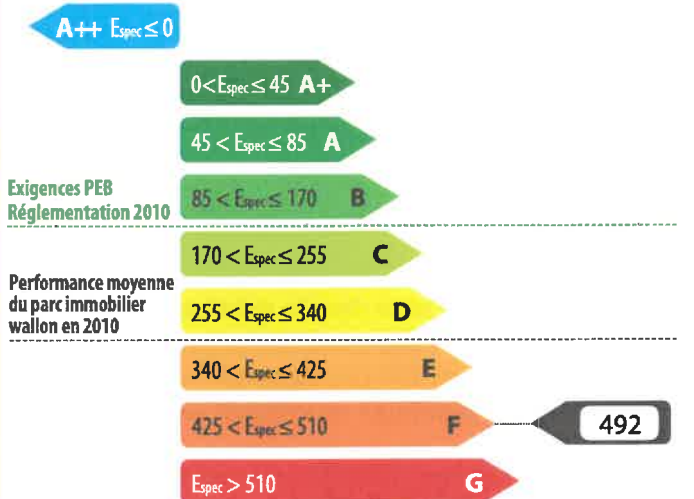 A++ Espec ≤ 0
0<Espec ≤ 45 A+
45 < Espec ≤ 85 A
Exigences PEB
Réglementation 2010
85 < Espec ≤ 170 B
170 < Espec ≤ 255 C
Performance moyenne
du parc immobilier
wallon en 2010
255 < Espec ≤ 340 D
340 < Espec ≤ 425 E
425 < Espec ≤ 510 F
492
Espec > 510 G